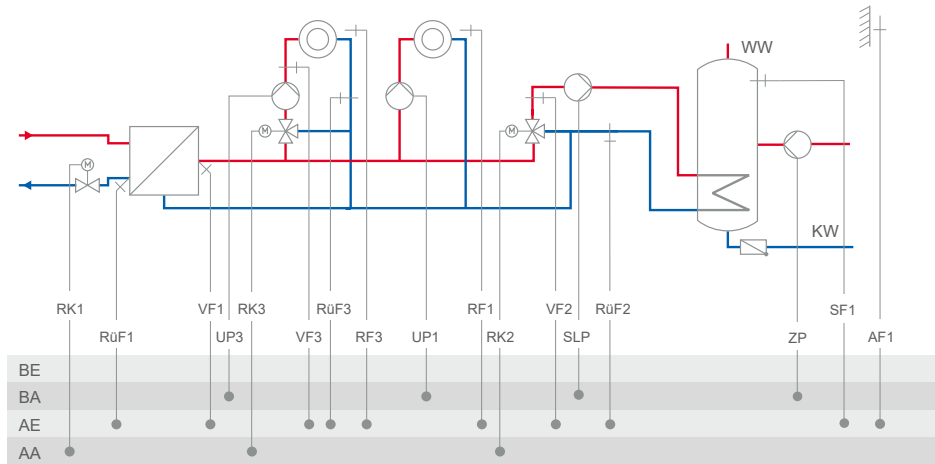 WW
M
M
M
KW
RK1 VF1 RK3 RüF3 RF1 VF2 RüF2 SF1
RüF1 UP3 VF3 RF3 UP1 RK2 SLP ZP AF1
BE
BA
AE
AA